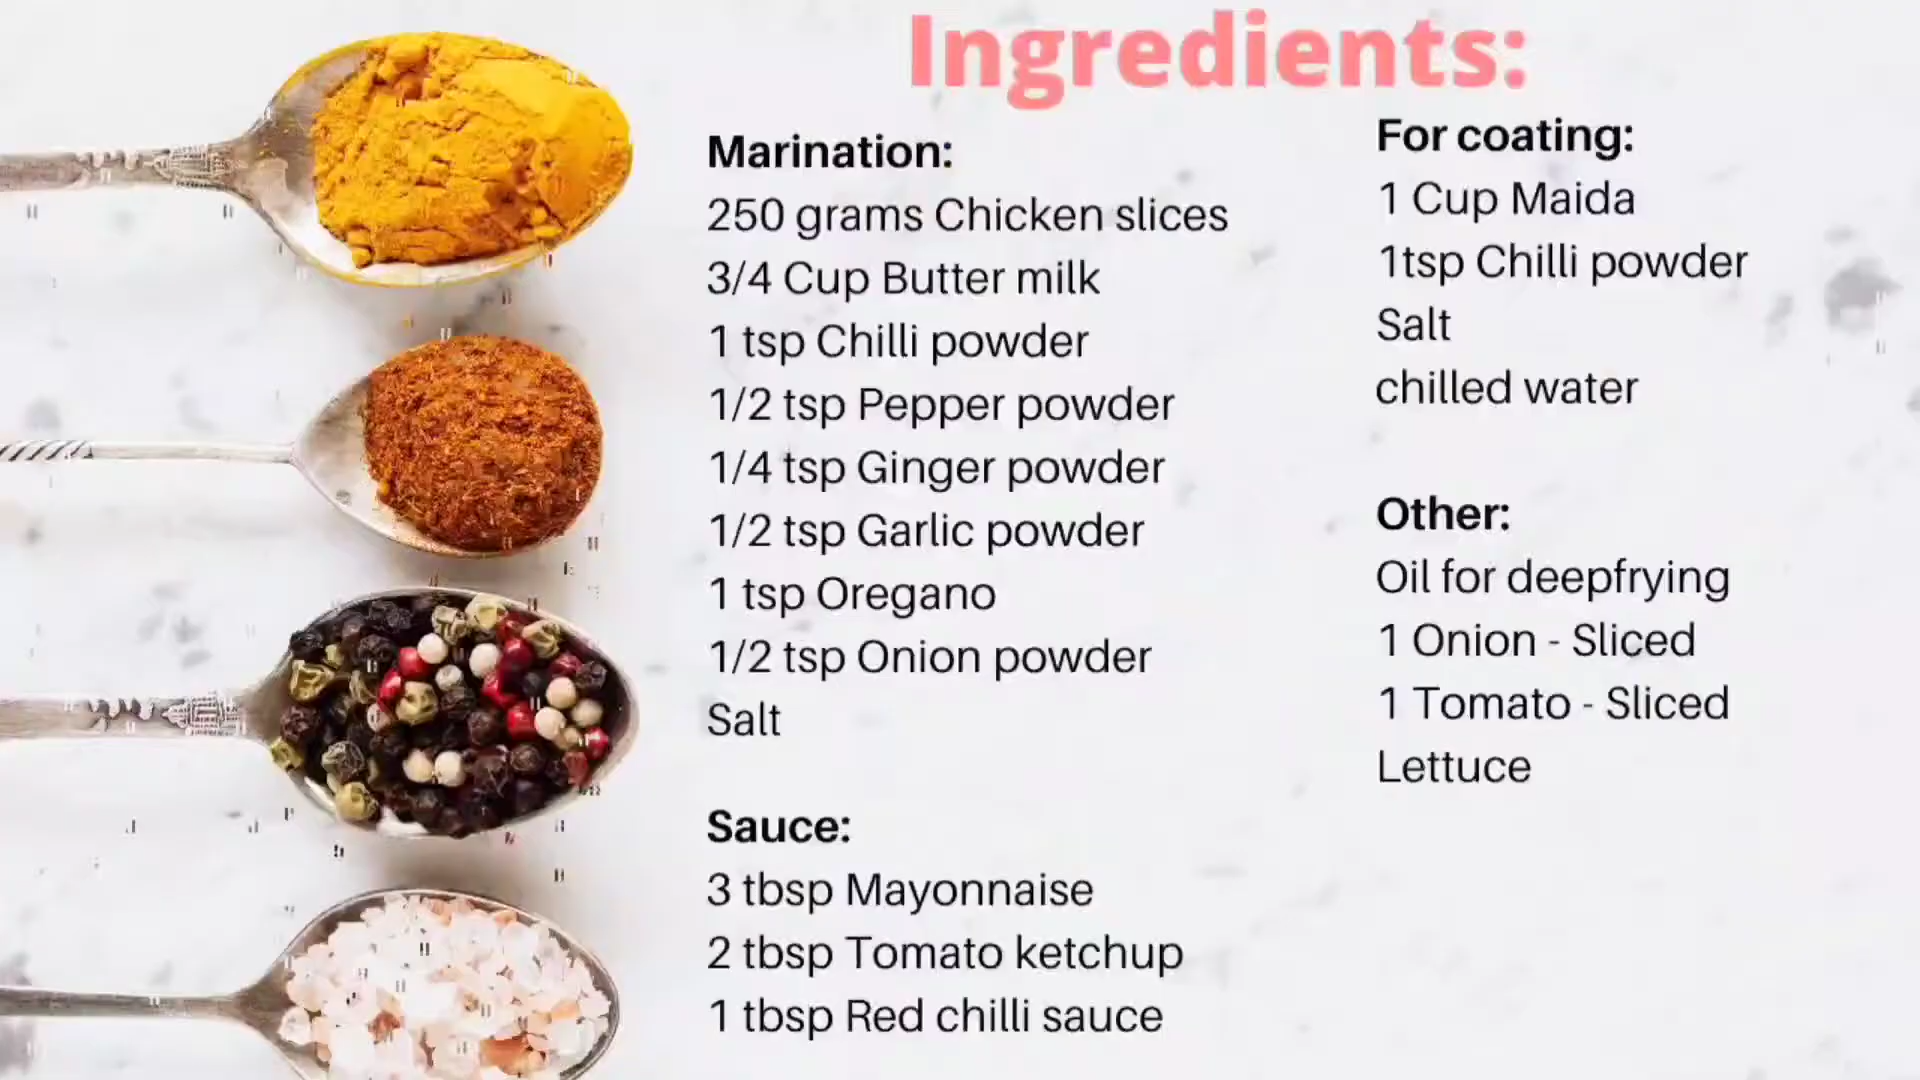 Ingredients:
Marination:
250 grams Chicken slices
3/4 Cup Butter milk
1 tsp Chilli powder
1/2 tsp Pepper powder
1/4 tsp Ginger powder
1/2 tsp Garlic powder
1 tsp Oregano
1/2 tsp Onion powder
Salt
Sauce:
3 tbsp Mayonnaise
2 tbsp Tomato ketchup
1 tbsp Red chilli sauce
For coating:
1 Cup Maida
1tsp Chilli powder
Salt
chilled water
Other:
Oil for deepfrying
1 Onion - Sliced
1 Tomato - Sliced
Lettuce